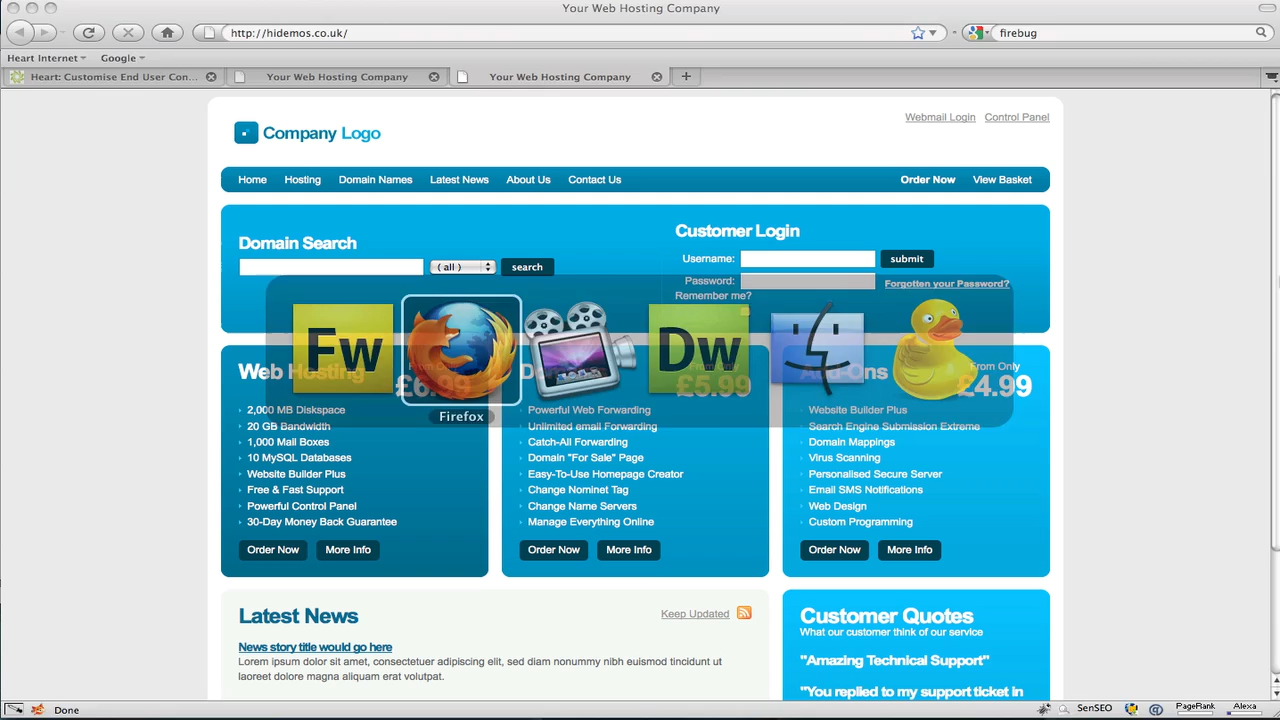 Your Web Hosting Company
http://hidemos.co.uk/
firebug
Heart Internet
Google
Heart: Customise End User Con...
Your Web Hosting Company
Your Web Hosting Company
Webmail Login
Control Panel
Company Logo
Home
Hosting
Domain Names
Latest News
About Us
Contact Us
Order Now
View Basket
Domain Search
( all )
search
Customer Login
Username:
submit
Password:
Forgotten your Password?
Remember me?
Fw
Dw
Firefox
Web Hosting
£6.99
2,000 MB Diskspace
20 GB Bandwidth
1,000 Mail Boxes
10 MySQL Databases
Website Builder Plus
Free & Fast Support
Powerful Control Panel
30-Day Money Back Guarantee
Order Now
More Info
From Only
£5.99
Powerful Web Forwarding
Unlimited email Forwarding
Catch-All Forwarding
Domain "For Sale" Page
Easy-To-Use Homepage Creator
Change Nominet Tag
Change Name Servers
Manage Everything Online
Order Now
More Info
Add-Ons
From Only
£4.99
Website Builder Plus
Search Engine Submission Extreme
Domain Mappings
Virus Scanning
Personalised Secure Server
Email SMS Notifications
Web Design
Custom Programming
Order Now
More Info
Latest News
Keep Updated
News story title would go here
Lorem ipsum dolor sit amet, consectetuer adipiscing elit, sed diam nonummy nibh euismod tincidunt ut
laoreet dolore magna aliquam erat volutpat.
Customer Quotes
What our customer think of our service
"Amazing Technical Support"
"You replied to my support ticket in
Done
SenSEO
PageRank
Alexa